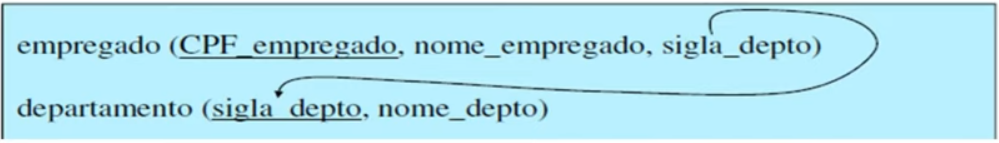 empregado (CPF_empregado, nome_empregado, sigla_depto)
departamento (sigla_depto, nome_depto)